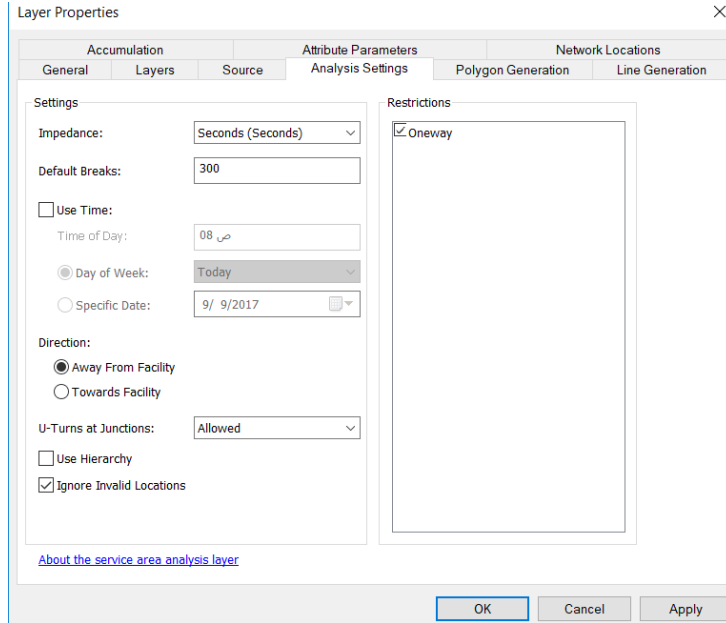 Layer Properties
Accumulation Attribute Parameters Network Locations
General Layers Source Analysis Settings Polygon Generation Line Generation
Settings
Impedance: Seconds (Seconds)
Default Breaks: 300
Use Time:
Time of Day: 08 ص
Day of Week: Today
Specific Date: 9/ 9/2017
Direction:
Away From Facility
Towards Facility
U-Turns at Junctions: Allowed
Use Hierarchy
Ignore Invalid Locations
Restrictions
Oneway
About the service area analysis layer
OK Cancel Apply